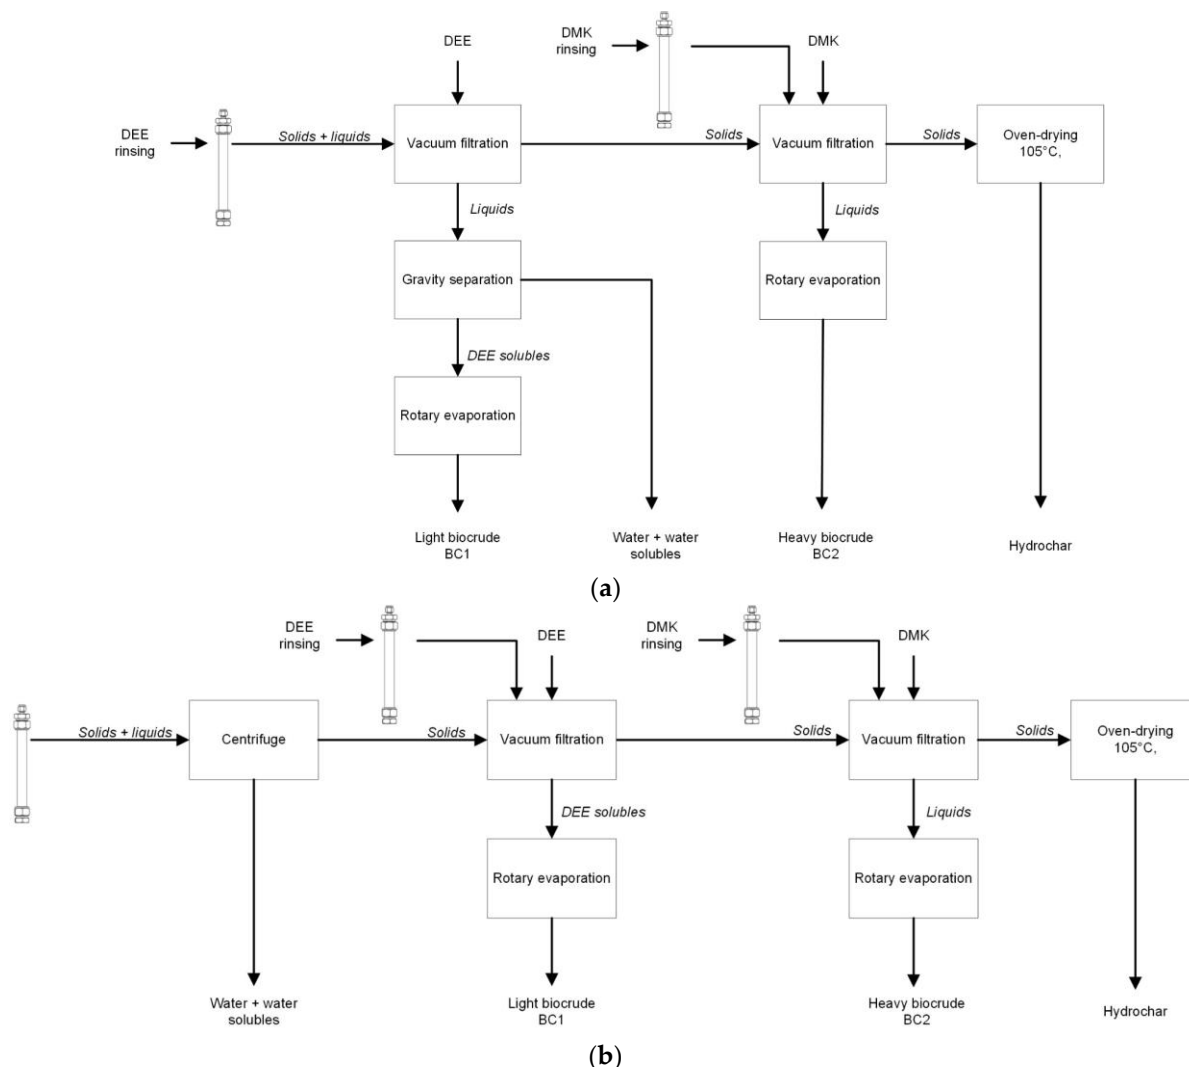 DEE
DMK
rinsing
DMK
DEE
rinsing
Solids + liquids
Vacuum filtration
Solids
Vacuum filtration
Solids
Oven-drying
105°C,
Liquids
Liquids
Gravity separation
Rotary evaporation
DEE solubles
Rotary evaporation
Light biocrude
BC1
Water + water
solubles
Heavy biocrude
BC2
Hydrochar
(a)
DEE
rinsing
DEE
DMK
rinsing
DMK
Solids + liquids
Centrifuge
Solids
Vacuum filtration
Solids
Vacuum filtration
Solids
Oven-drying
105°C,
DEE solubles
Liquids
Rotary evaporation
Rotary evaporation
Water + water
solubles
Light biocrude
BC1
Heavy biocrude
BC2
Hydrochar
(b)